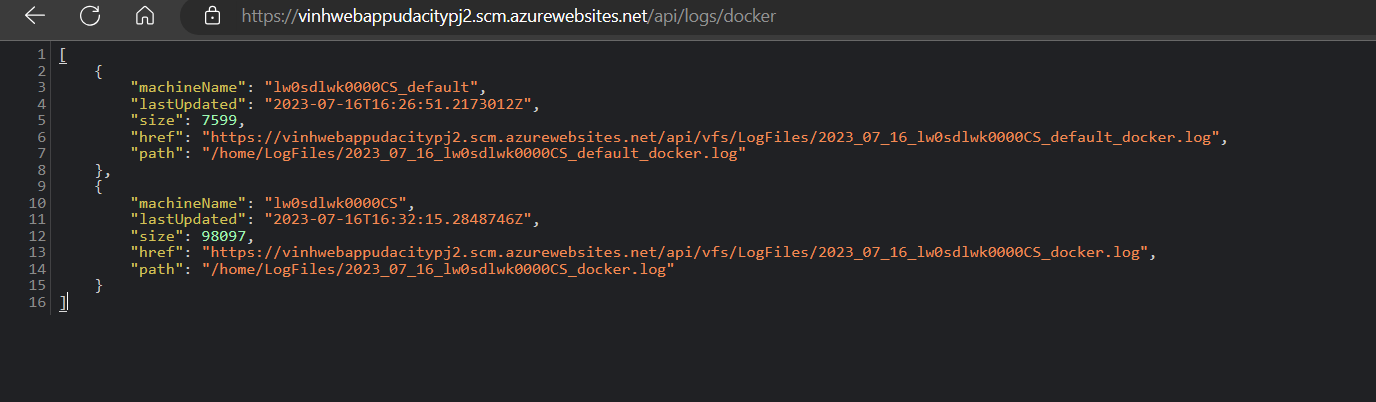 https://vinhwebappudacitypj2.scm.azurewebsites.net/api/logs/docker
1 [
2 {
3 "machineName": "lw0sdlwk0000CS_default",
4 "lastUpdated": "2023-07-16T16:26:51.2173012Z",
5 "size": 7599,
6 "href": "https://vinhwebappudacitypj2.scm.azurewebsites.net/api/vfs/LogFiles/2023_07_16_lw0sdlwk0000CS_default_docker.log",
7 "path": "/home/LogFiles/2023_07_16_lw0sdlwk0000CS_default_docker.log"
8 },
9 {
10 "machineName": "lw0sdlwk0000CS",
11 "lastUpdated": "2023-07-16T16:32:15.2848746Z",
12 "size": 98097,
13 "href": "https://vinhwebappudacitypj2.scm.azurewebsites.net/api/vfs/LogFiles/2023_07_16_lw0sdlwk0000CS_docker.log",
14 "path": "/home/LogFiles/2023_07_16_lw0sdlwk0000CS_docker.log"
15 }
16 ]